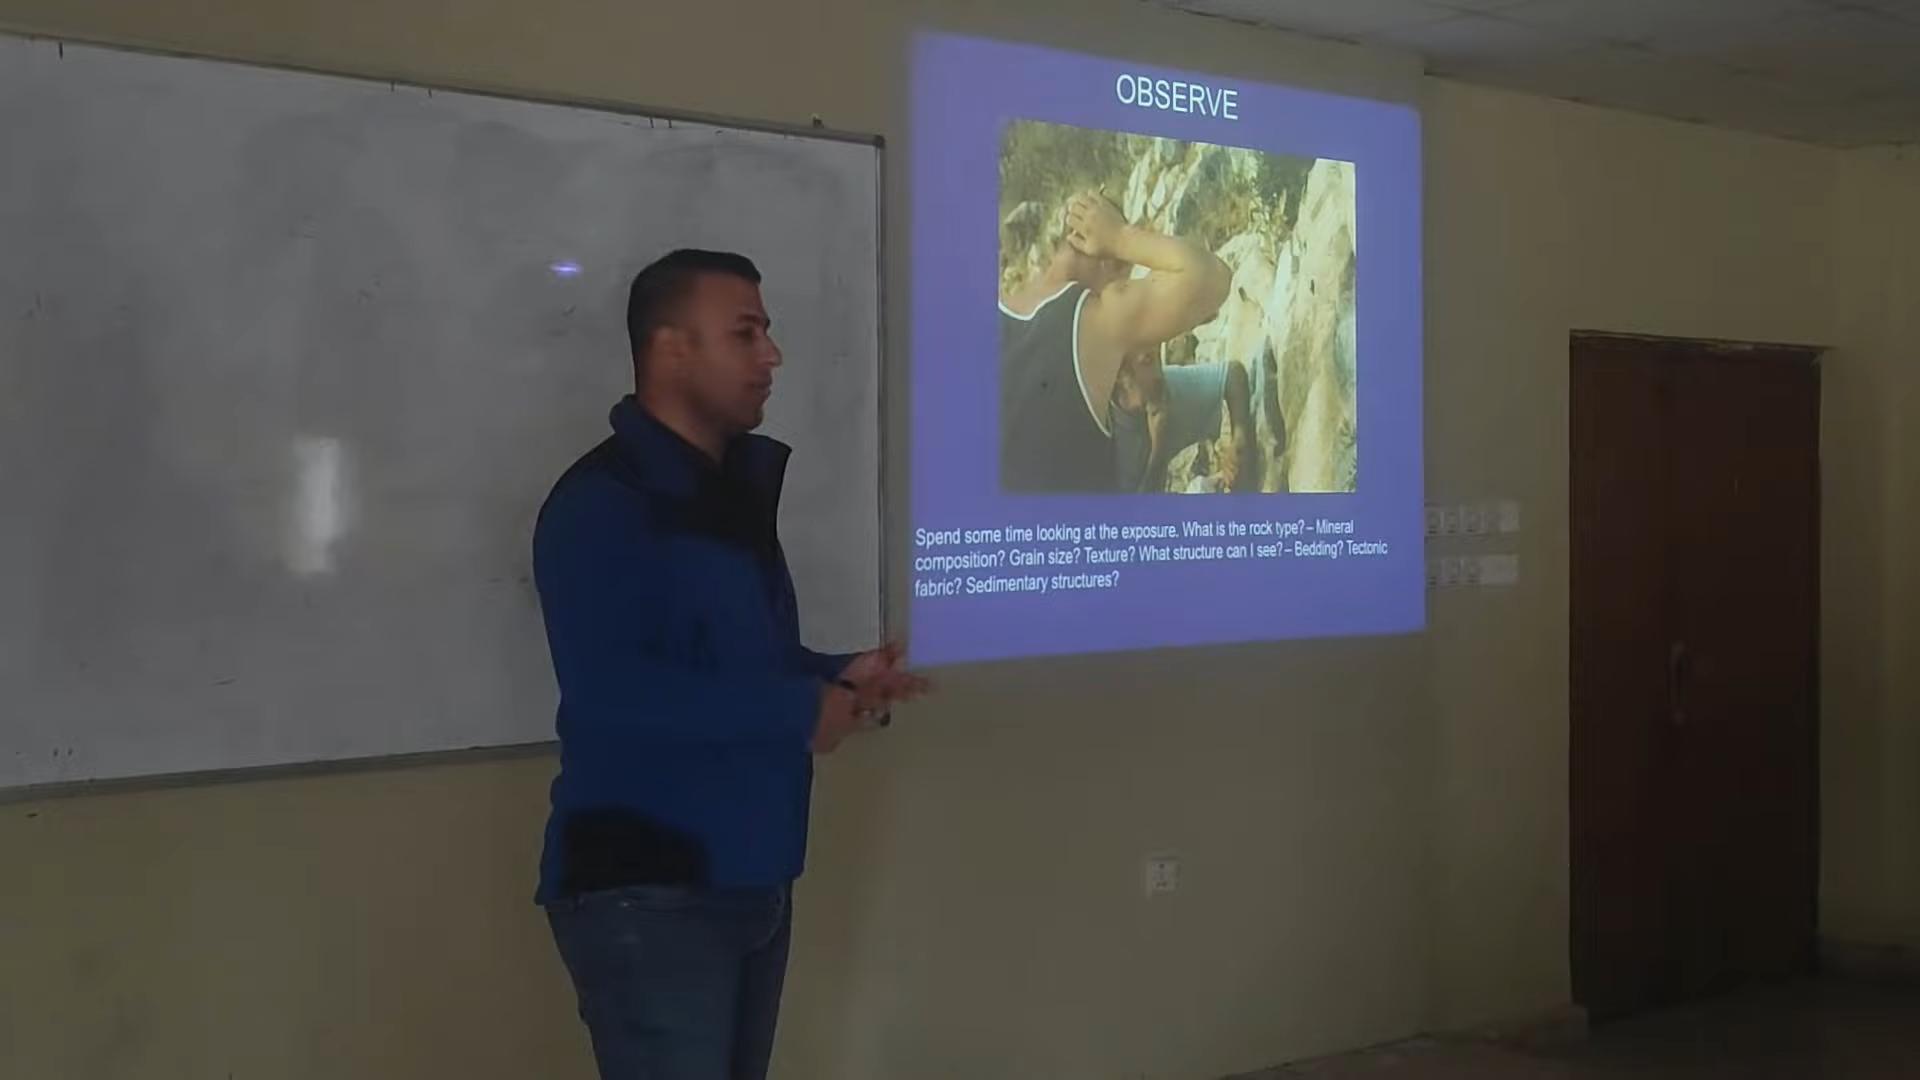 OBSERVE
Spend some time looking at the exposure. What is the rock type? – Mineral
composition? Grain size? Texture? What structure can I see? – Bedding? Tectonic
fabric? Sedimentary structures?